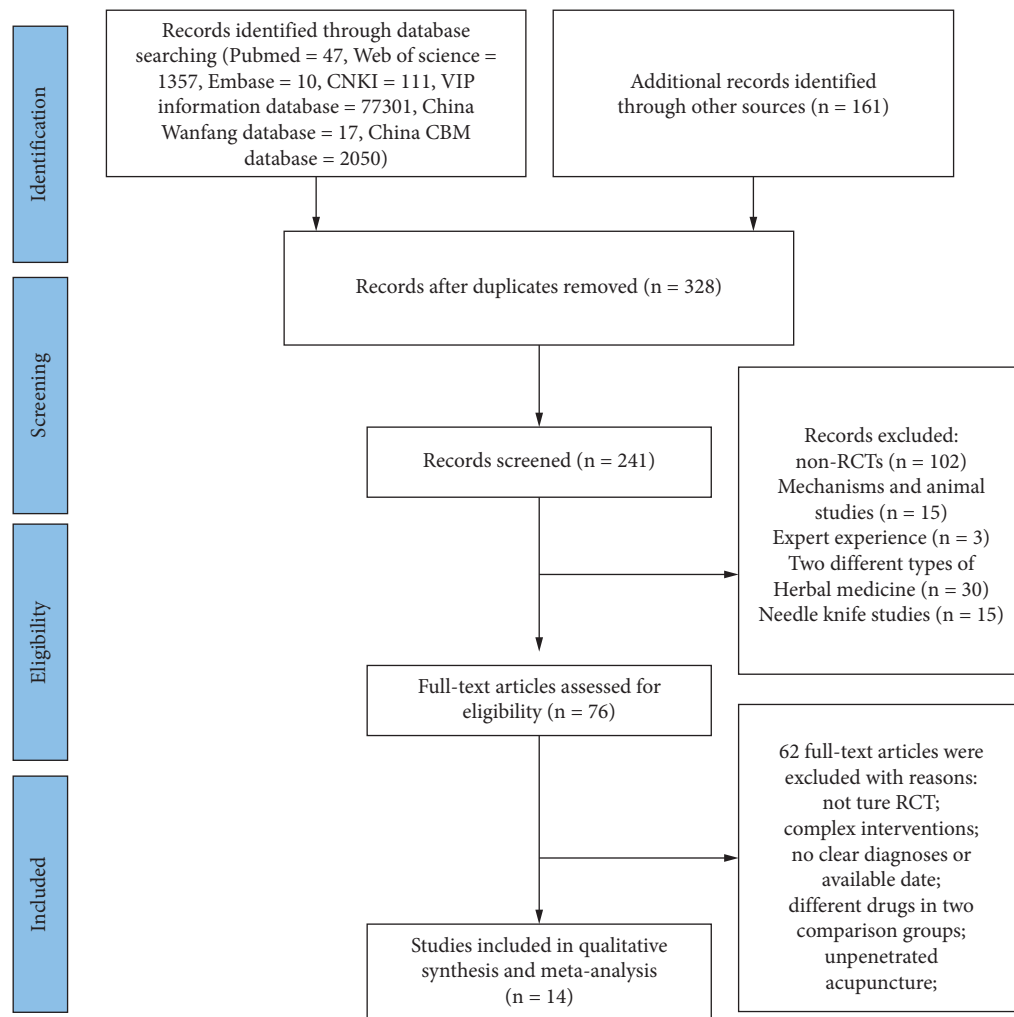 Identification
Records identified through database
searching (Pubmed = 47, Web of science =
1357, Embase = 10, CNKI = 111, VIP
information database = 77301, China
Wanfang database = 17, China CBM
database = 2050)
Additional records identified
through other sources (n = 161)
Records after duplicates removed (n = 328)
Screening
Records screened (n = 241)
Records excluded:
non-RCTs (n = 102)
Mechanisms and animal
studies (n = 15)
Expert experience (n = 3)
Two different types of
Herbal medicine (n = 30)
Needle knife studies (n = 15)
Eligibility
Full-text articles assessed for
eligibility (n = 76)
62 full-text articles were
excluded with reasons:
not ture RCT;
complex interventions;
no clear diagnoses or
available date;
different drugs in two
comparison groups;
unpenetrated
acupuncture;
Included
Studies included in qualitative
synthesis and meta-analysis
(n = 14)